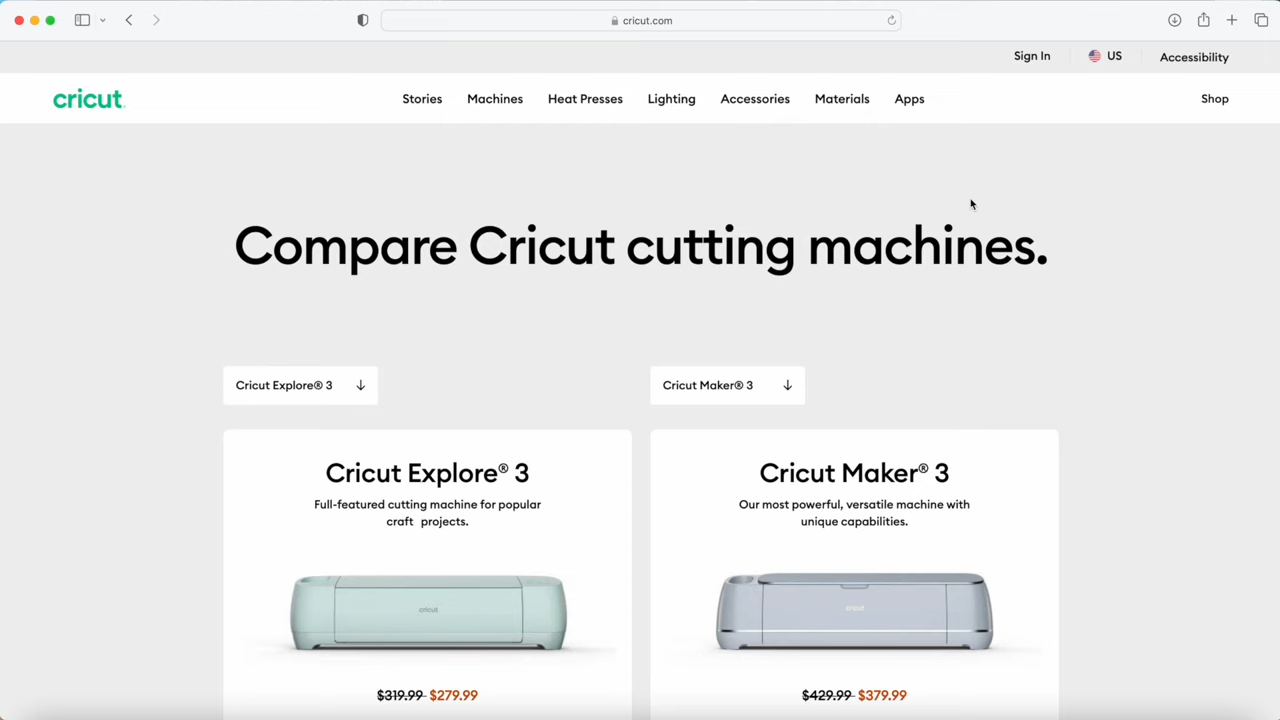 cricut.com
Sign In
US
Accessibility
cricut
Stories
Machines
Heat Presses
Lighting
Accessories
Materials
Apps
Shop
Compare Cricut cutting machines.
Cricut Explore® 3
Cricut Maker® 3
Cricut Explore® 3
Full-featured cutting machine for popular
craft projects.
cricut
$319.99 $279.99
Cricut Maker® 3
Our most powerful, versatile machine with
unique capabilities.
cricut
$429.99 $379.99